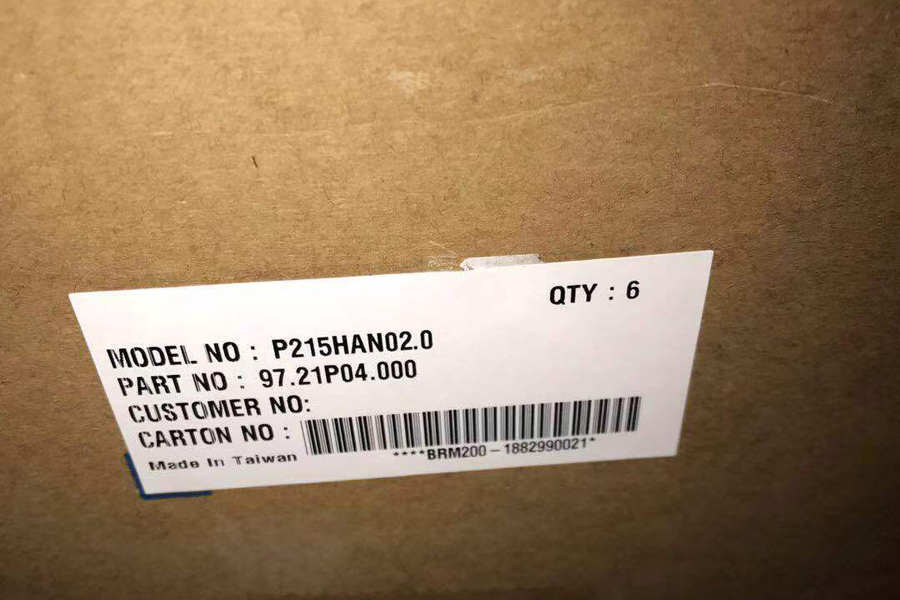 QTY : 6
MODEL NO : P215HAN02.0
PART NO : 97.21P04.000
CUSTOMER NO:
CARTON NO :
****BRM200-1882990021*
Made In Taiwan